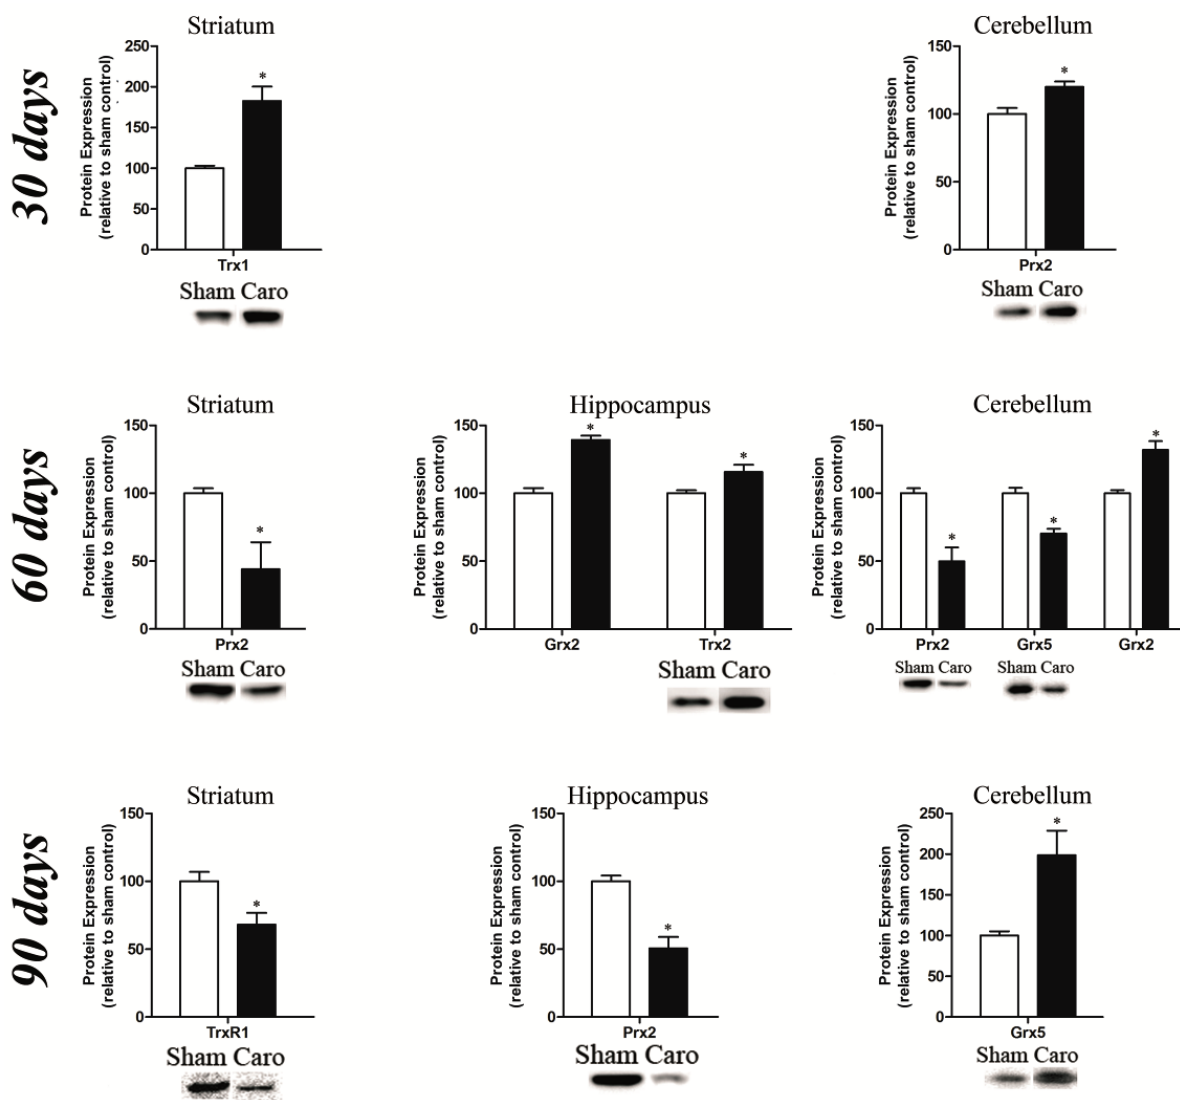 30 days
Striatum
Protein Expression
(relative to sham control)
250
200
150
100
50
0
*
Trx1
Sham Caro
Cerebellum
Protein Expression
(relative to sham control)
150
100
50
0
*
Prx2
Sham Caro
60 days
Striatum
Protein Expression
(relative to sham control)
150
100
50
0
*
Prx2
Sham Caro
Hippocampus
Protein Expression
(relative to sham control)
150
100
50
0
* *
Grx2 Trx2
Sham Caro
Cerebellum
Protein Expression
(relative to sham control)
150
100
50
0
* * *
Prx2 Grx5 Grx2
Sham Caro Sham Caro
90 days
Striatum
Protein Expression
(relative to sham control)
150
100
50
0
*
TrxR1
Sham Caro
Hippocampus
Protein Expression
(relative to sham control)
150
100
50
0
*
Prx2
Sham Caro
Cerebellum
Protein Expression
(relative to sham control)
250
200
150
100
50
0
*
Grx5
Sham Caro